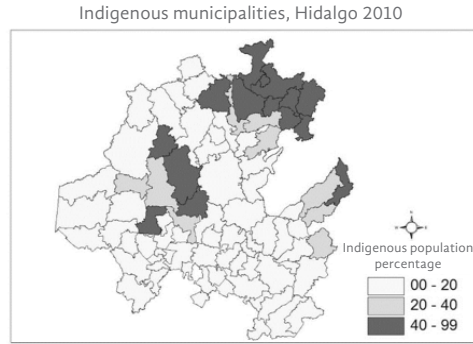 Indigenous municipalities, Hidalgo 2010
Indigenous population
percentage
00 - 20
20 - 40
40 - 99